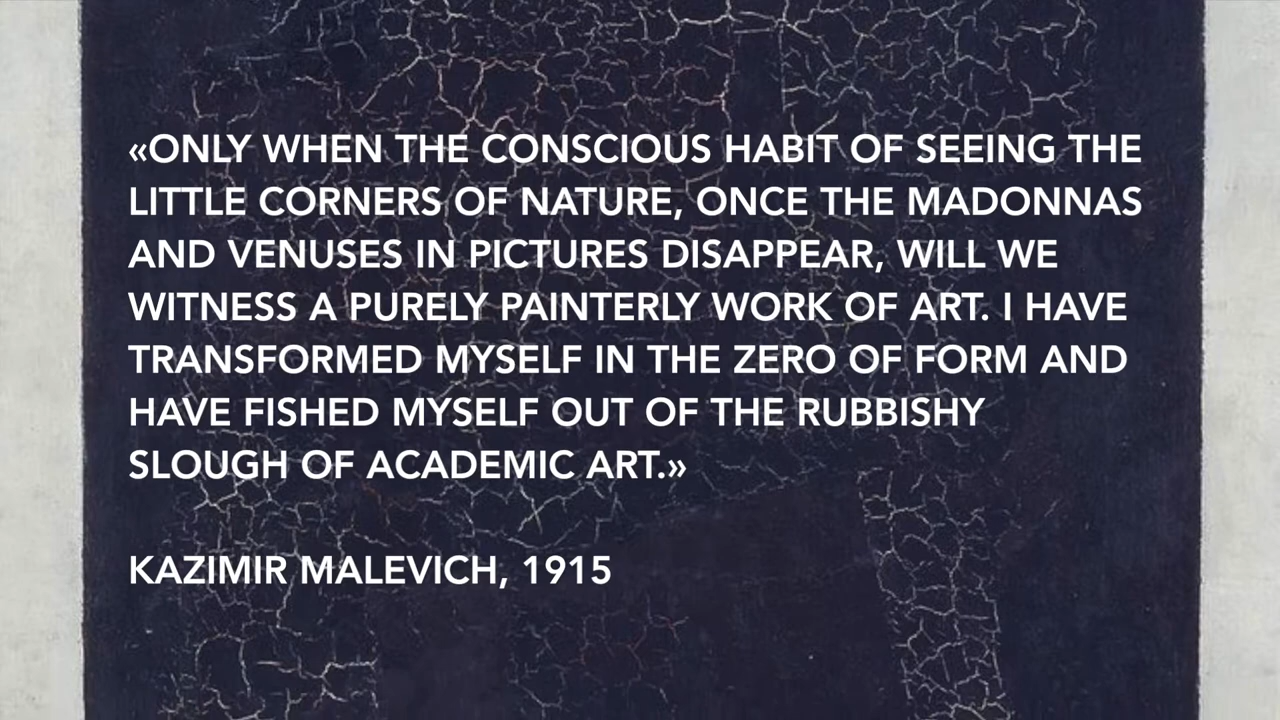 «ONLY WHEN THE CONSCIOUS HABIT OF SEEING THE
LITTLE CORNERS OF NATURE, ONCE THE MADONNAS
AND VENUSES IN PICTURES DISAPPEAR, WILL WE
WITNESS A PURELY PAINTERLY WORK OF ART. I HAVE
TRANSFORMED MYSELF IN THE ZERO OF FORM AND
HAVE FISHED MYSELF OUT OF THE RUBBISHY
SLOUGH OF ACADEMIC ART.»
KAZIMIR MALEVICH, 1915